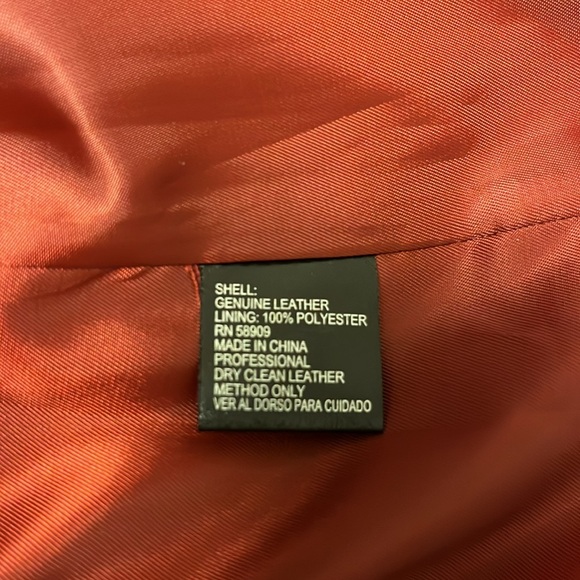 SHELL:
GENUINE LEATHER
LINING: 100% POLYESTER
RN 58909
MADE IN CHINA
PROFESSIONAL
DRY CLEAN LEATHER
METHOD ONLY
VER AL DORSO PARA CUIDADO